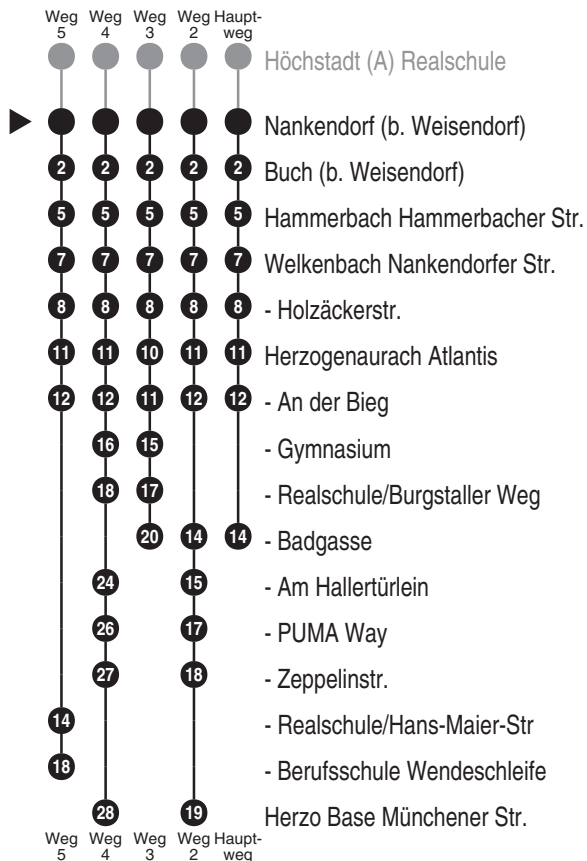 Weg Weg Weg Weg Haupt-
5 4 3 2 weg
Höchstadt (A) Realschule
Nankendorf (b. Weisendorf)
2 2 2 2 2 Buch (b. Weisendorf)
5 5 5 5 5 Hammerbach Hammerbacher Str.
7 7 7 7 7 Welkenbach Nankendorfer Str.
8 8 8 8 8 - Holzäckerstr.
11 11 10 11 11 Herzogenaurach Atlantis
12 12 11 12 12 - An der Bieg
16 15 - Gymnasium
18 17 - Realschule/Burgstaller Weg
20 14 14 - Badgasse
24 15 - Am Hallertürlein
26 17 - PUMA Way
27 18 - Zeppelinstr.
14 - Realschule/Hans-Maier-Str
18 - Berufsschule Wendeschleife
28 19 Herzo Base Münchener Str.
Weg Weg Weg Weg Haupt-
5 4 3 2 weg